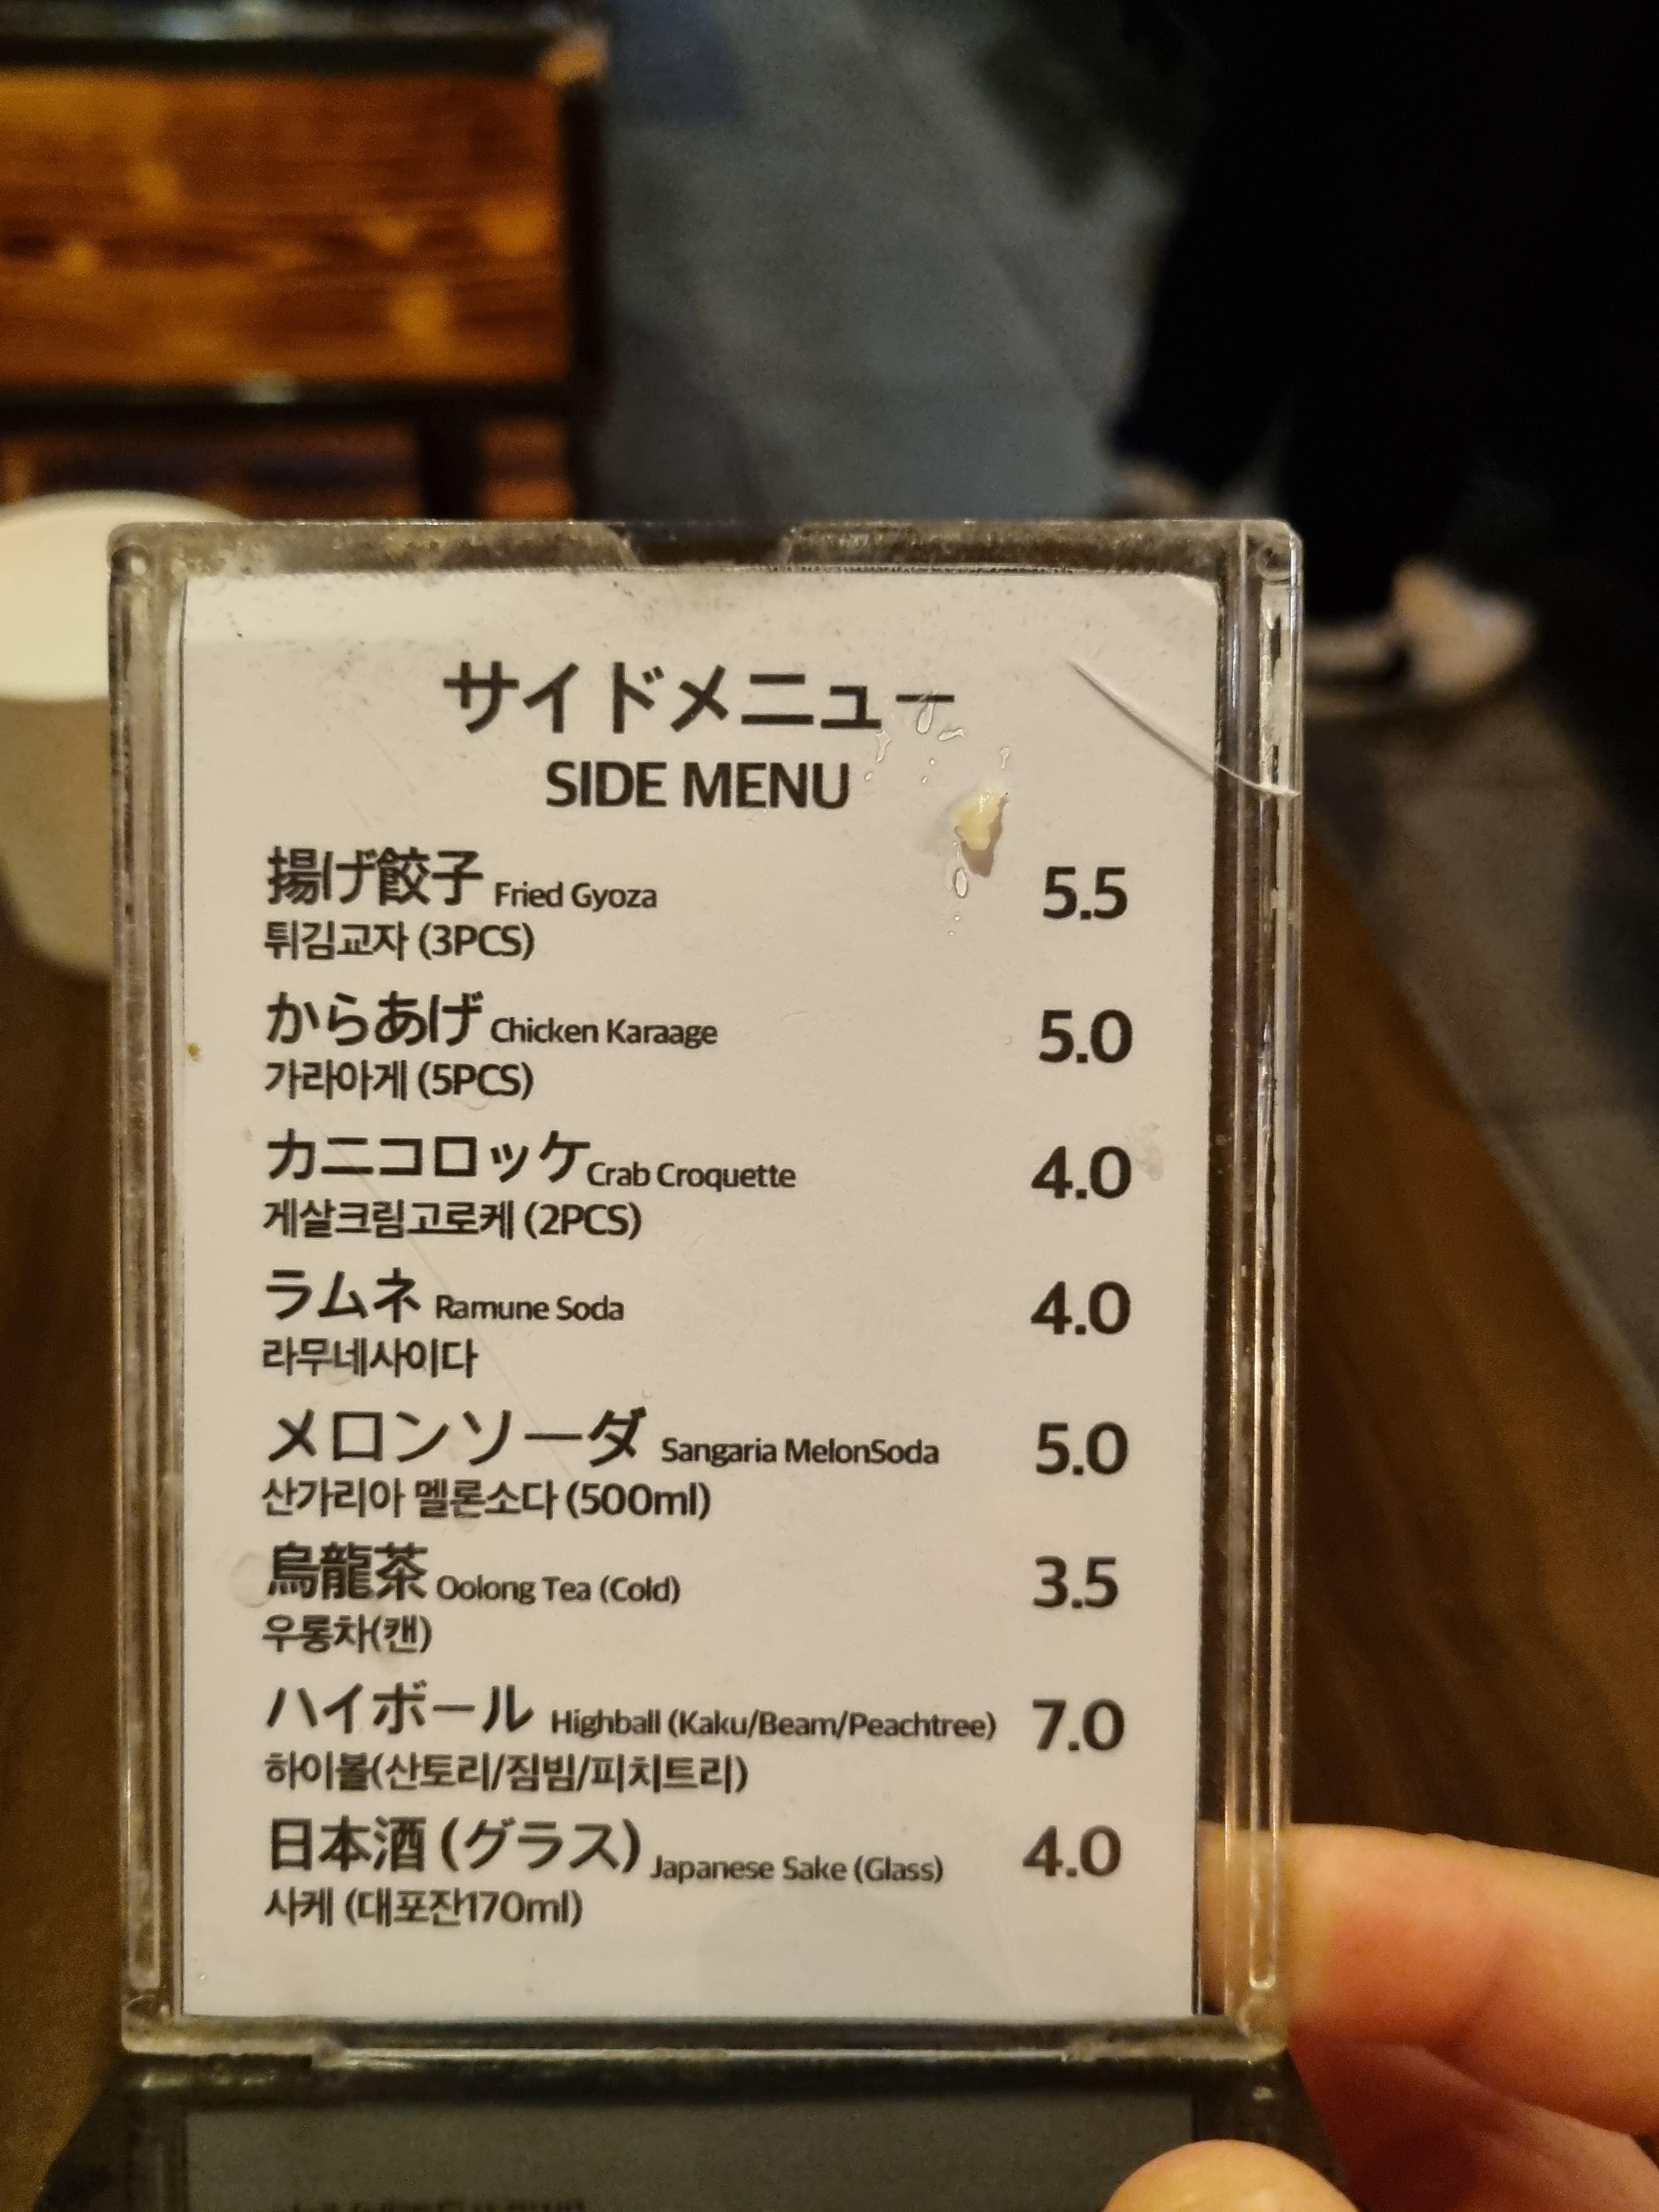 サイドメニュー
SIDE MENU
揚げ餃子 Fried Gyoza 5.5
튀김교자 (3PCS)
からあげ Chicken Karaage 5.0
가라아게 (5PCS)
カニコロッケ Crab Croquette 4.0
게살크림고로케 (2PCS)
ラムネ Ramune Soda 4.0
라무네사이다
メロンソーダ Sangaria MelonSoda 5.0
산가리아 멜론소다 (500ml)
烏龍茶 Oolong Tea (Cold) 3.5
우롱차(캔)
ハイボール Highball (Kaku/Beam/Peachtree) 7.0
하이볼(산토리/짐빔/피치트리)
日本酒 (グラス) Japanese Sake (Glass) 4.0
사케 (대포잔170ml)